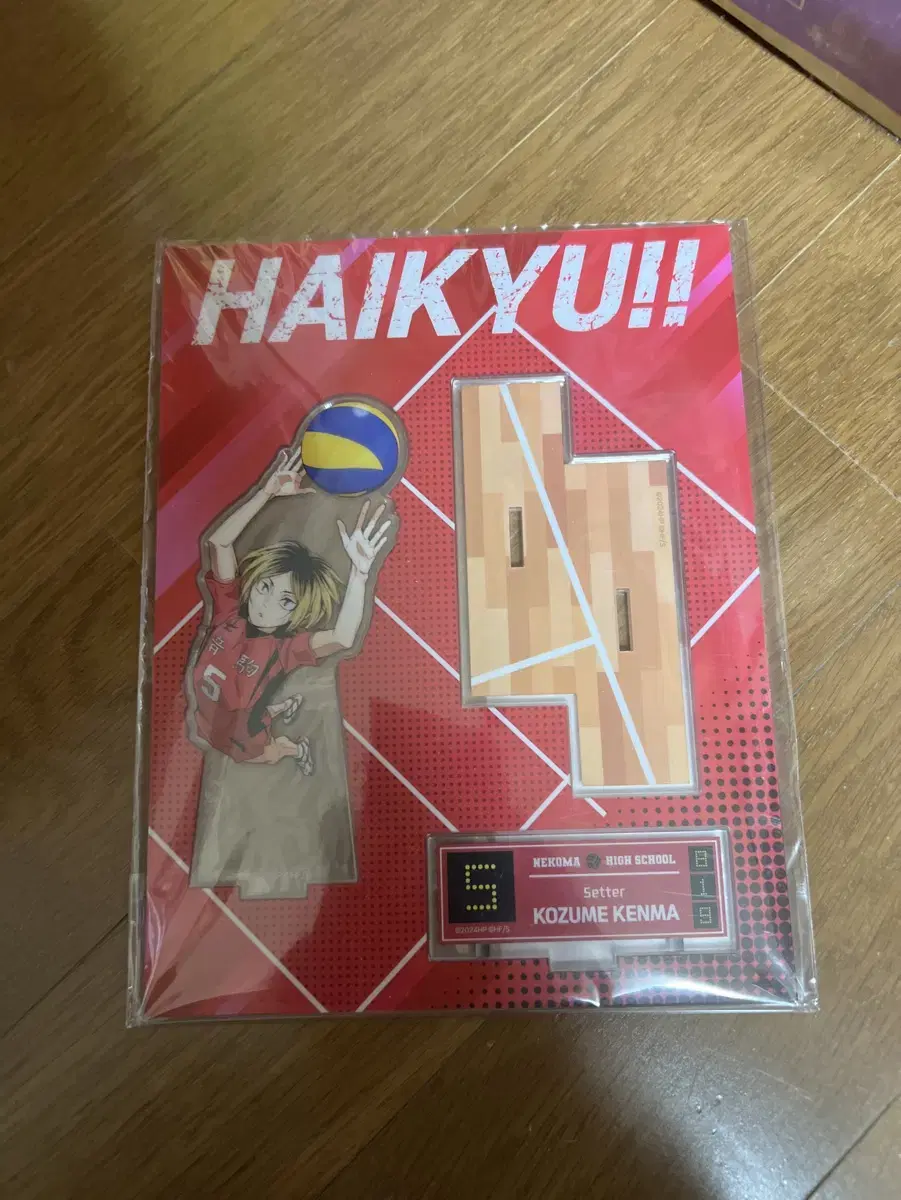 HAIKYU!!
音駒
5
5
NEKOMA HIGH SCHOOL
Setter
KOZUME KENMA